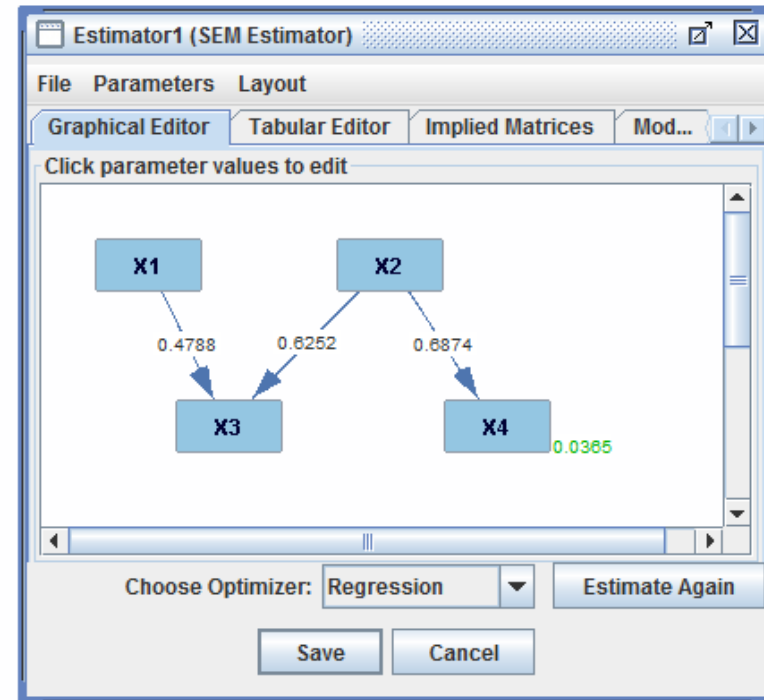 Estimator1 (SEM Estimator)
File Parameters Layout
Graphical Editor Tabular Editor Implied Matrices Mod...
Click parameter values to edit
X1 X2
0.4788 0.6252 0.6874
X3 X4
0.0365
Choose Optimizer: Regression Estimate Again
Save Cancel